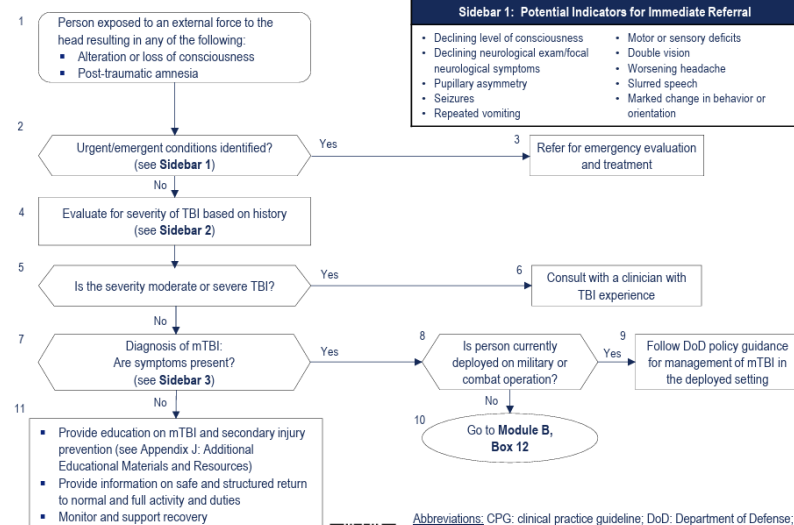 Sidebar 1: Potential Indicators for Immediate Referral
• Declining level of consciousness
• Declining neurological exam/focal
neurological symptoms
• Pupillary asymmetry
• Seizures
• Repeated vomiting
• Motor or sensory deficits
• Double vision
• Worsening headache
• Slurred speech
• Marked change in behavior or
orientation
1
Person exposed to an external force to the
head resulting in any of the following:
▪ Alteration or loss of consciousness
▪ Post-traumatic amnesia
2
Urgent/emergent conditions identified?
(see Sidebar 1)
Yes
No
3
Refer for emergency evaluation
and treatment
4
Evaluate for severity of TBI based on history
(see Sidebar 2)
5
Is the severity moderate or severe TBI?
Yes
No
6
Consult with a clinician with
TBI experience
7
Diagnosis of mTBI:
Are symptoms present?
(see Sidebar 3)
Yes
No
8
Is person currently
deployed on military or
combat operation?
Yes
No
9
Follow DoD policy guidance
for management of mTBI in
the deployed setting
10
Go to Module B,
Box 12
11
▪ Provide education on mTBI and secondary injury
prevention (see Appendix J: Additional
Educational Materials and Resources)
▪ Provide information on safe and structured return
to normal and full activity and duties
▪ Monitor and support recovery
Abbreviations: CPG: clinical practice guideline; DoD: Department of Defense;